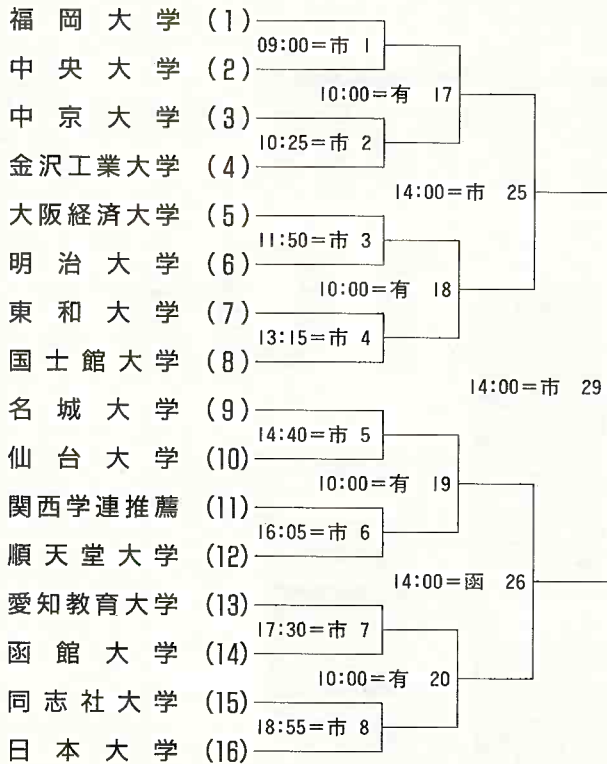 福岡大学 (1)
09:00=市 1
中央大学 (2)
10:00=有 17
中京大学 (3)
10:25=市 2
金沢工業大学 (4)
14:00=市 25
大阪経済大学 (5)
11:50=市 3
明治大学 (6)
10:00=有 18
東和大学 (7)
13:15=市 4
国士館大学 (8)
14:00=市 29
名城大学 (9)
14:40=市 5
仙台大学 (10)
10:00=有 19
関西学連推薦 (11)
16:05=市 6
順天堂大学 (12)
14:00=函 26
愛知教育大学 (13)
17:30=市 7
函館大学 (14)
10:00=有 20
同志社大学 (15)
18:55=市 8
日本大学 (16)